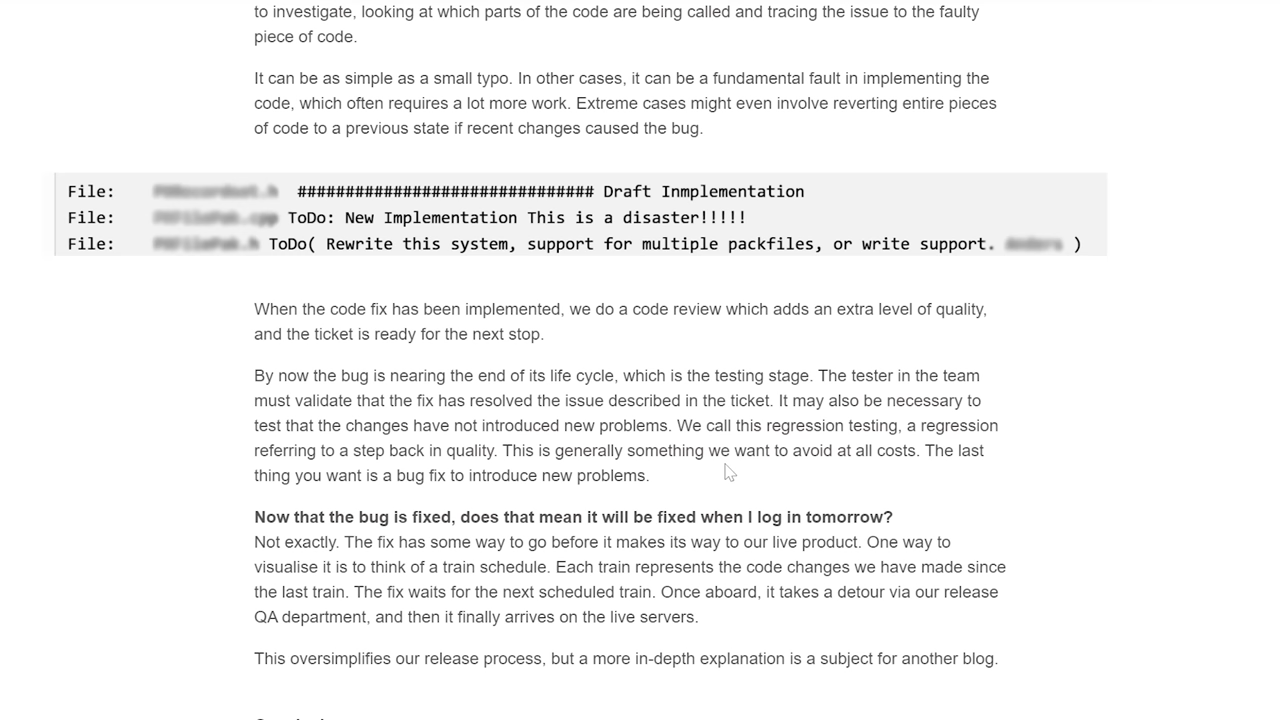 to investigate, looking at which parts of the code are being called and tracing the issue to the faulty
piece of code.
It can be as simple as a small typo. In other cases, it can be a fundamental fault in implementing the
code, which often requires a lot more work. Extreme cases might even involve reverting entire pieces
of code to a previous state if recent changes caused the bug.
File: ############################### Draft Inmplementation
File: ToDo: New Implementation This is a disaster!!!!!
File: ToDo( Rewrite this system, support for multiple packfiles, or write support. )
When the code fix has been implemented, we do a code review which adds an extra level of quality,
and the ticket is ready for the next stop.
By now the bug is nearing the end of its life cycle, which is the testing stage. The tester in the team
must validate that the fix has resolved the issue described in the ticket. It may also be necessary to
test that the changes have not introduced new problems. We call this regression testing, a regression
referring to a step back in quality. This is generally something we want to avoid at all costs. The last
thing you want is a bug fix to introduce new problems.
Now that the bug is fixed, does that mean it will be fixed when I log in tomorrow?
Not exactly. The fix has some way to go before it makes its way to our live product. One way to
visualise it is to think of a train schedule. Each train represents the code changes we have made since
the last train. The fix waits for the next scheduled train. Once aboard, it takes a detour via our release
QA department, and then it finally arrives on the live servers.
This oversimplifies our release process, but a more in-depth explanation is a subject for another blog.